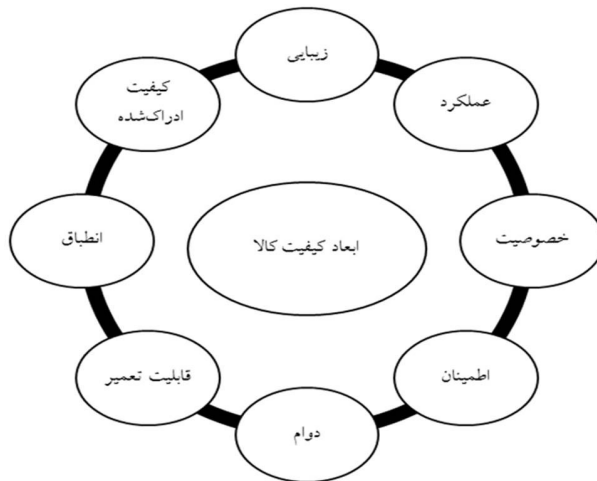 زیبایی
عملکرد
خصوصیت
اطمینان
دوام
قابلیت تعمیر
انطباق
کیفیت
ادراک‌شده
ابعاد کیفیت کالا